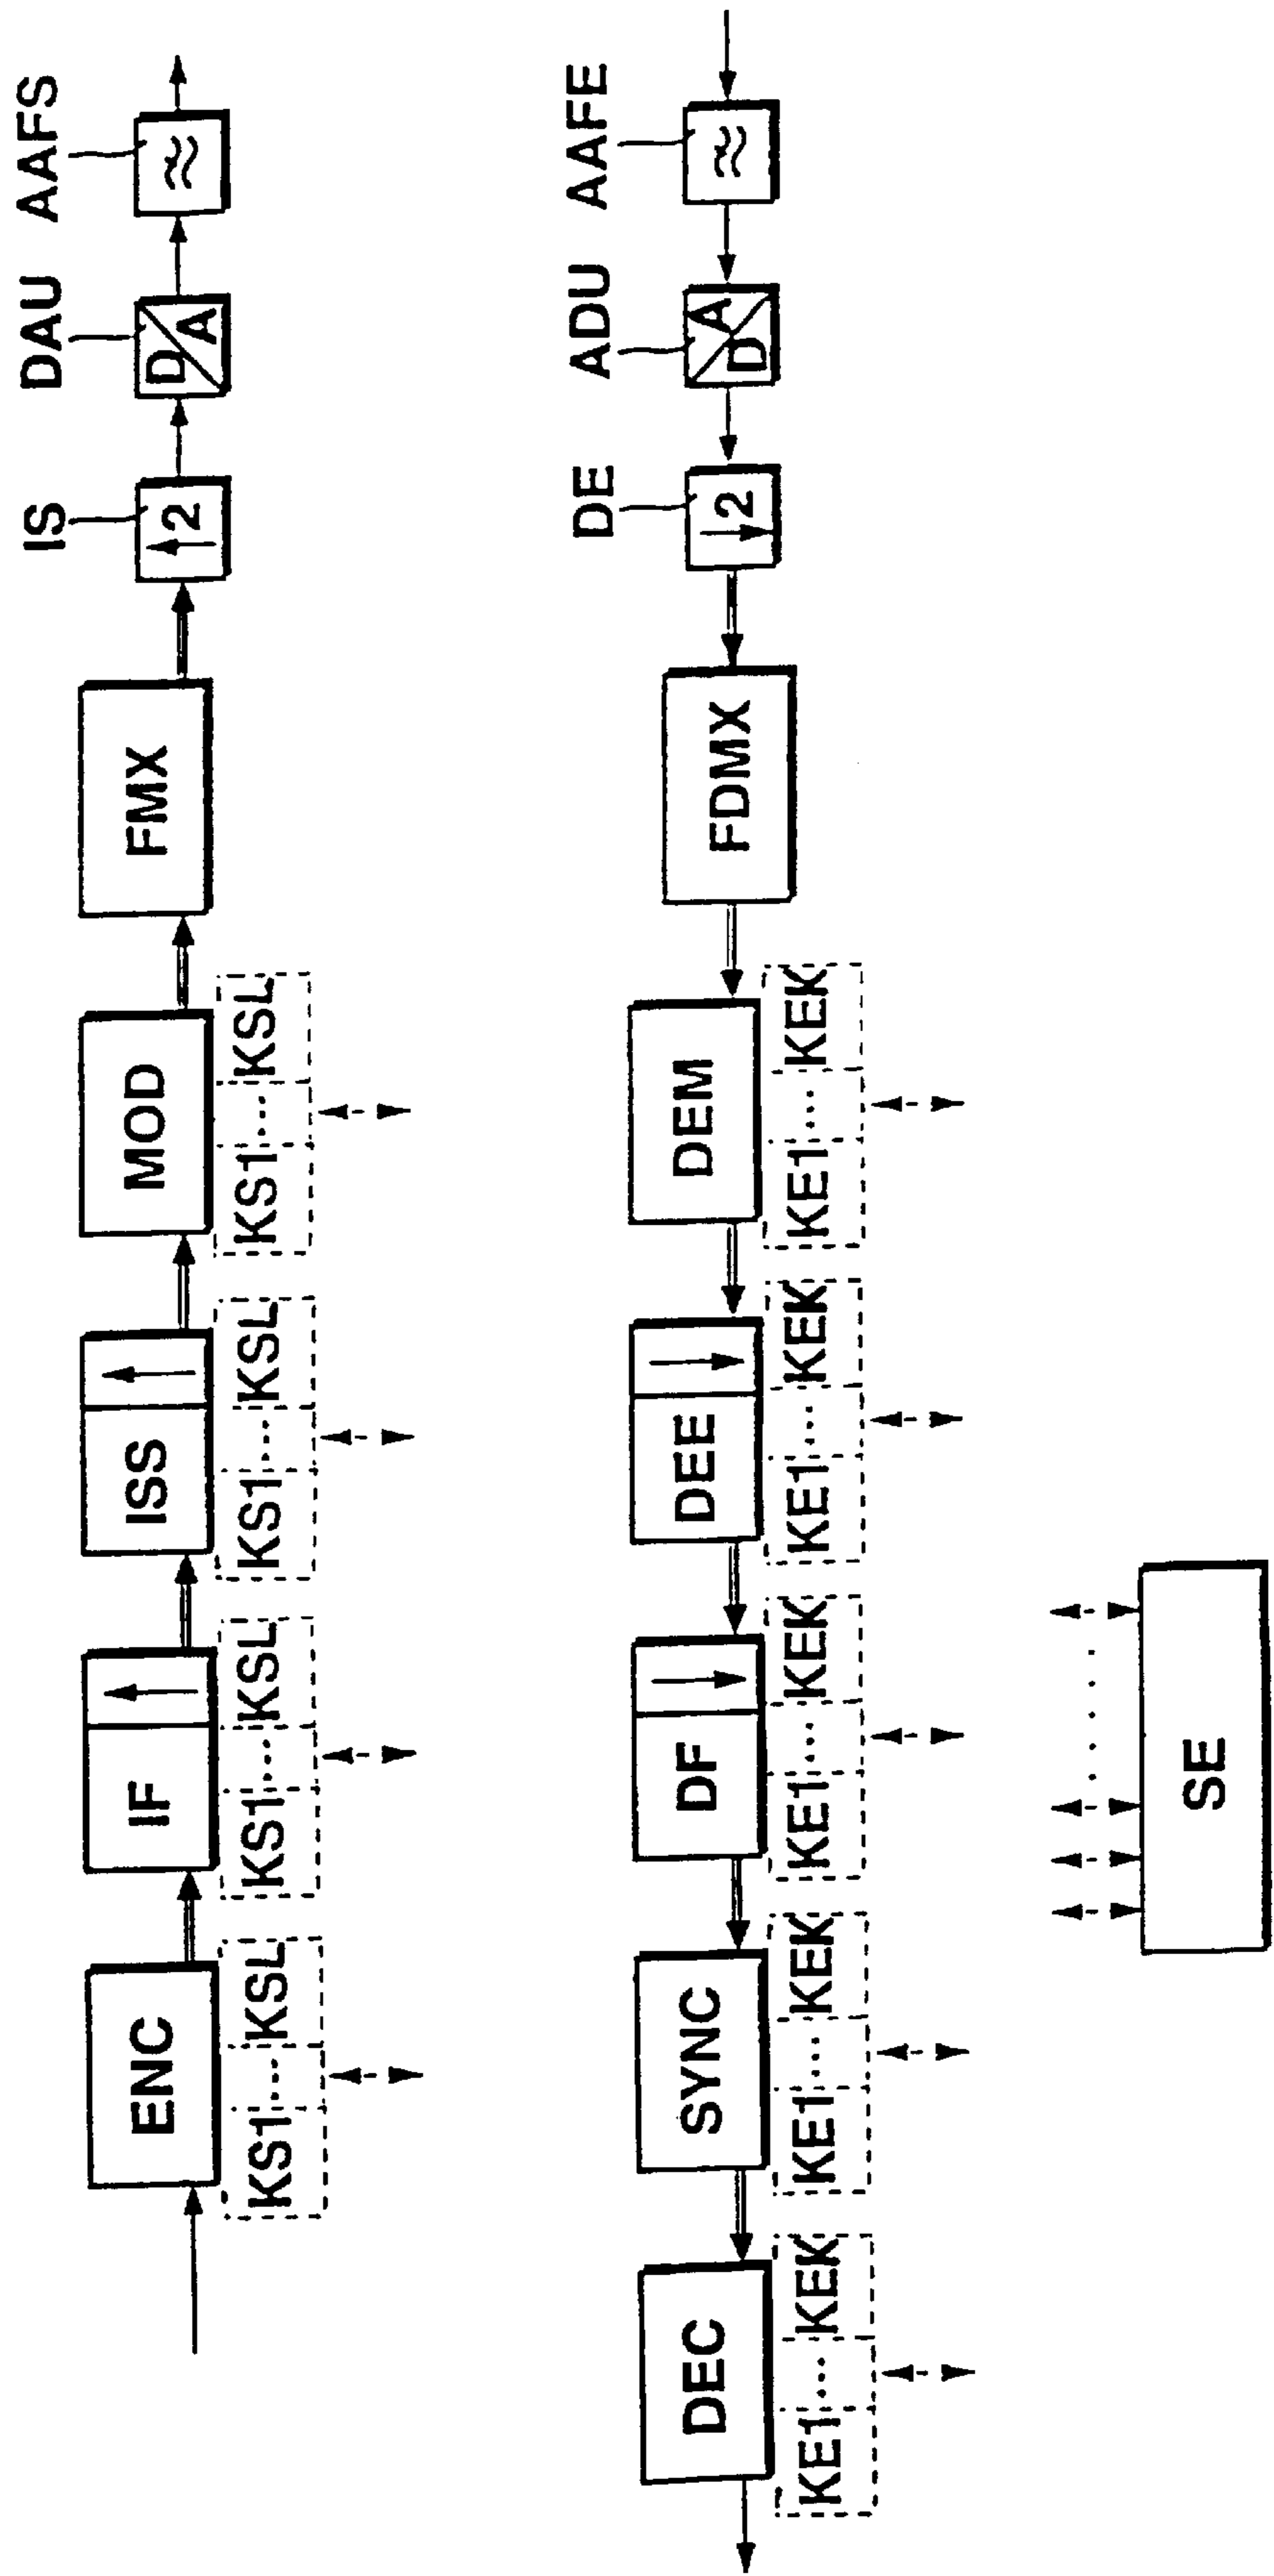 IS DAU AAFS
ENC IF ISS MOD FMX 2 D A
KS1 ... KSL KS1 ... KSL KS1 ... KSL KS1 ... KSL
DE ADU AAFE
DEC SYNC DF DEE DEM FDMX 2 A D
KE1 ... KEK KE1 ... KEK KE1 ... KEK KE1 ... KEK KE1 ... KEK
SE